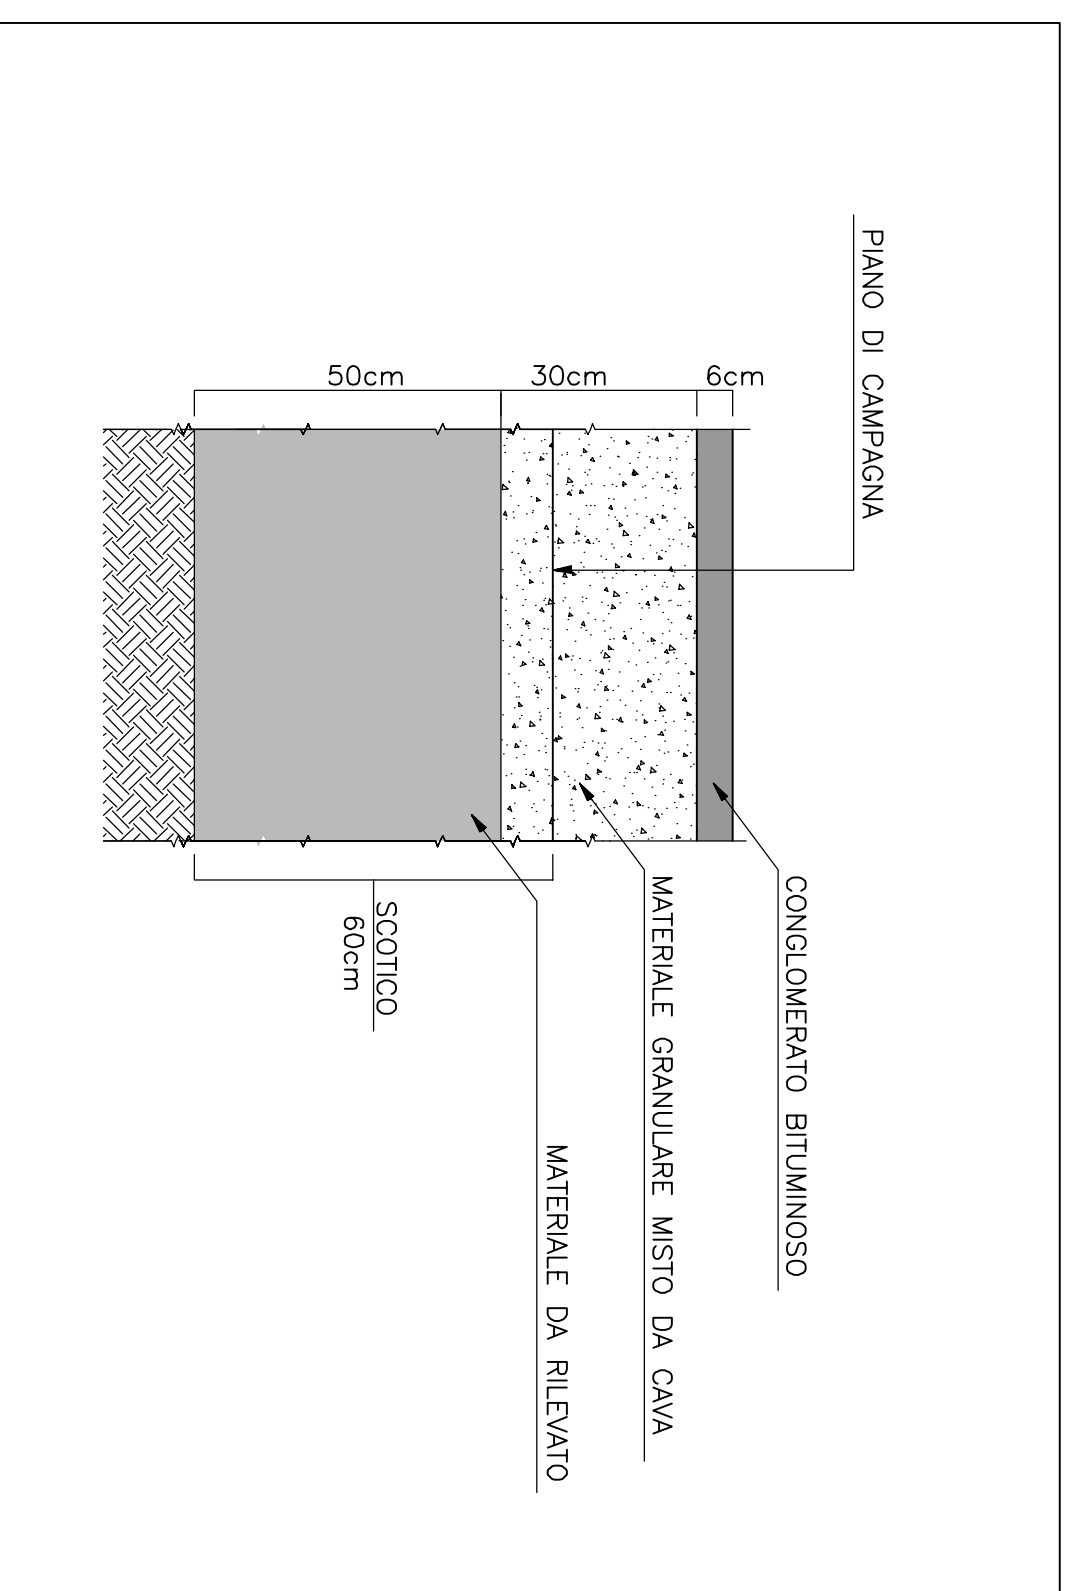 PIANO DI CAMPAGNA
6cm
30cm
50cm
CONGLOMERATO BITUMINOSO
MATERIALE GRANULARE MISTO DA CAVA
MATERIALE DA RILEVATO
SCOTICO
60cm